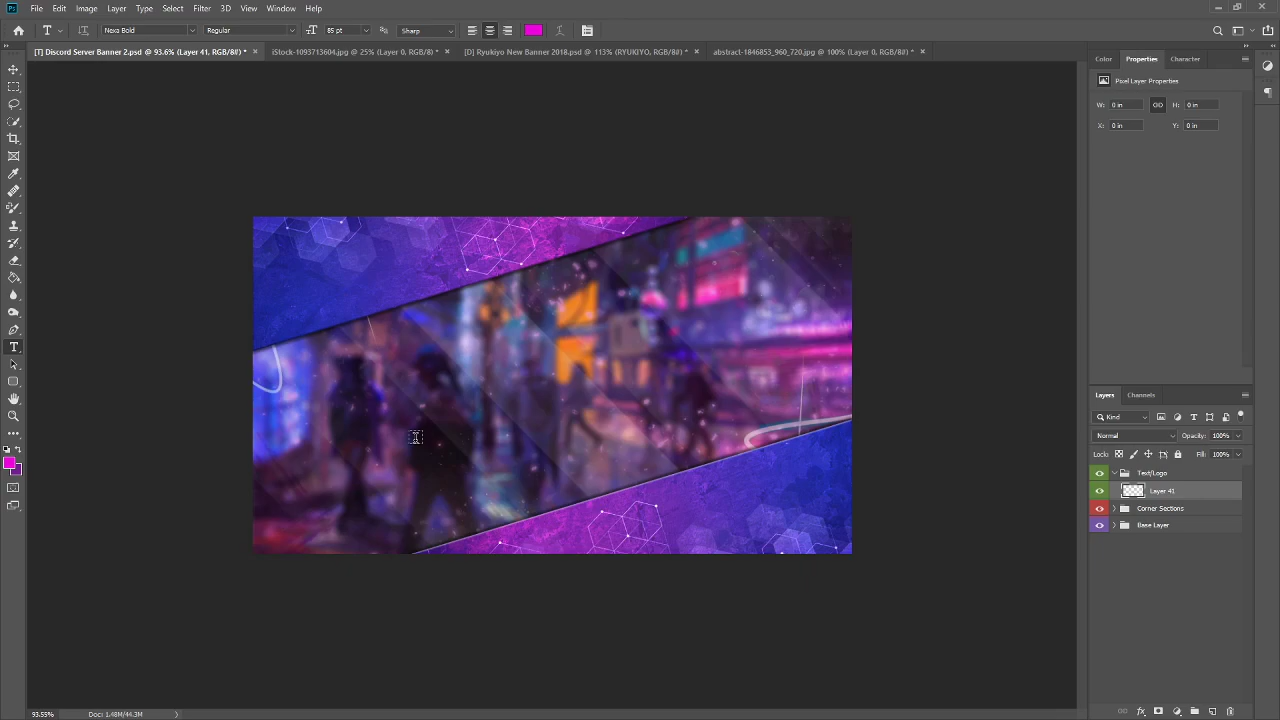 Ps File Edit Image Layer Type Select Filter 3D View Window Help
T Nexa Bold Regular 85 pt Sharp
[T] Discord Server Banner 2.psd @ 93.6% (Layer 41, RGB/8#) * × iStock-1093713604.jpg @ 25% (Layer 0, RGB/8) * × [D] Ryukiyo New Banner 2018.psd @ 113% (RYUKIYO, RGB/8#) * × abstract-1846853_960_720.jpg @ 100% (Layer 0, RGB/8#) * ×
Color Properties Character
Pixel Layer Properties
W: 0 in H: 0 in
X: 0 in Y: 0 in
Layers Channels
Kind
Normal Opacity: 100%
Lock: Fill: 100%
Text/Logo
Layer 41
Corner Sections
Base Layer
93.55% Doc: 1.48M/44.3M